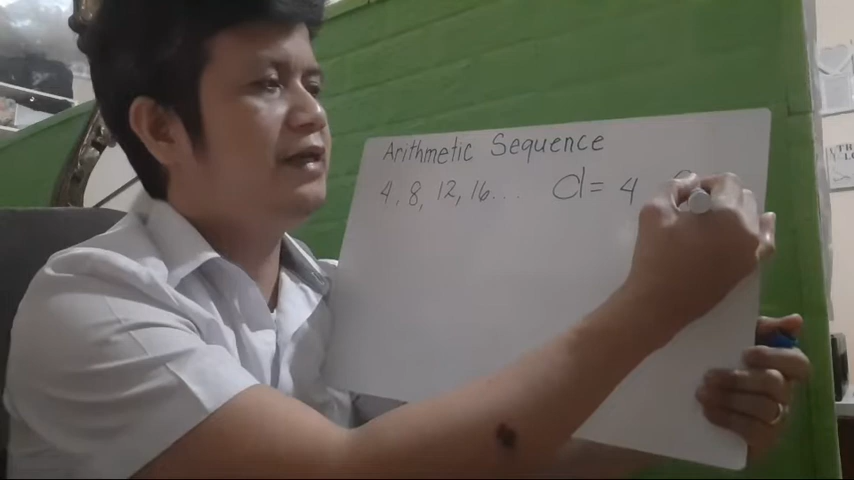 Arithmetic Sequence
4, 8, 12, 16... d = 4